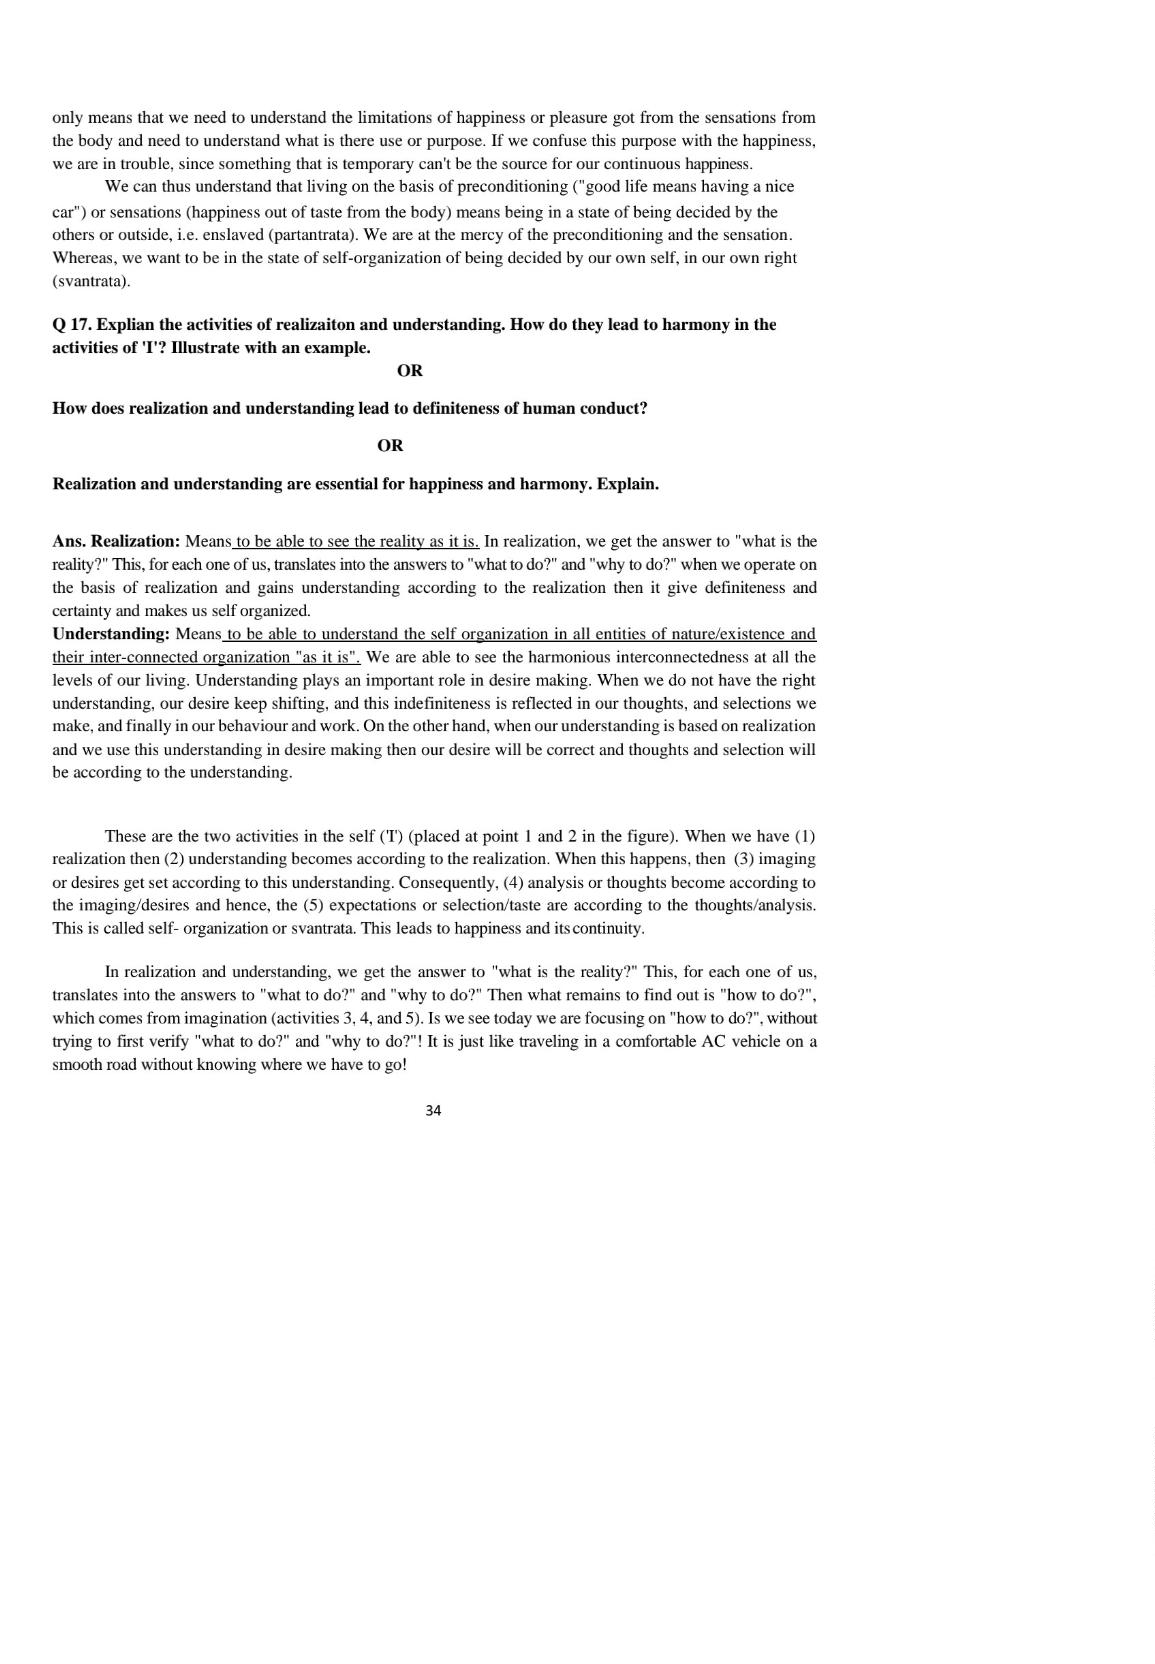 only means that we need to understand the limitations of happiness or pleasure got from the sensations from
the body and need to understand what is there use or purpose. If we confuse this purpose with the happiness,
we are in trouble, since something that is temporary can't be the source for our continuous happiness.
We can thus understand that living on the basis of preconditioning ("good life means having a nice
car") or sensations (happiness out of taste from the body) means being in a state of being decided by the
others or outside, i.e. enslaved (partantrata). We are at the mercy of the preconditioning and the sensation.
Whereas, we want to be in the state of self-organization of being decided by our own self, in our own right
(svantrata).
Q 17. Explian the activities of realizaiton and understanding. How do they lead to harmony in the
activities of 'I'? Illustrate with an example.
OR
How does realization and understanding lead to definiteness of human conduct?
OR
Realization and understanding are essential for happiness and harmony. Explain.
Ans. Realization: Means to be able to see the reality as it is. In realization, we get the answer to "what is the
reality?" This, for each one of us, translates into the answers to "what to do?" and "why to do?" when we operate on
the basis of realization and gains understanding according to the realization then it give definiteness and
certainty and makes us self organized.
Understanding: Means to be able to understand the self organization in all entities of nature/existence and
their inter-connected organization "as it is". We are able to see the harmonious interconnectedness at all the
levels of our living. Understanding plays an important role in desire making. When we do not have the right
understanding, our desire keep shifting, and this indefiniteness is reflected in our thoughts, and selections we
make, and finally in our behaviour and work. On the other hand, when our understanding is based on realization
and we use this understanding in desire making then our desire will be correct and thoughts and selection will
be according to the understanding.
These are the two activities in the self ('I') (placed at point 1 and 2 in the figure). When we have (1)
realization then (2) understanding becomes according to the realization. When this happens, then (3) imaging
or desires get set according to this understanding. Consequently, (4) analysis or thoughts become according to
the imaging/desires and hence, the (5) expectations or selection/taste are according to the thoughts/analysis.
This is called self- organization or svantrata. This leads to happiness and its continuity.
In realization and understanding, we get the answer to "what is the reality?" This, for each one of us,
translates into the answers to "what to do?" and "why to do?" Then what remains to find out is "how to do?",
which comes from imagination (activities 3, 4, and 5). Is we see today we are focusing on "how to do?", without
trying to first verify "what to do?" and "why to do?"! It is just like traveling in a comfortable AC vehicle on a
smooth road without knowing where we have to go!
34